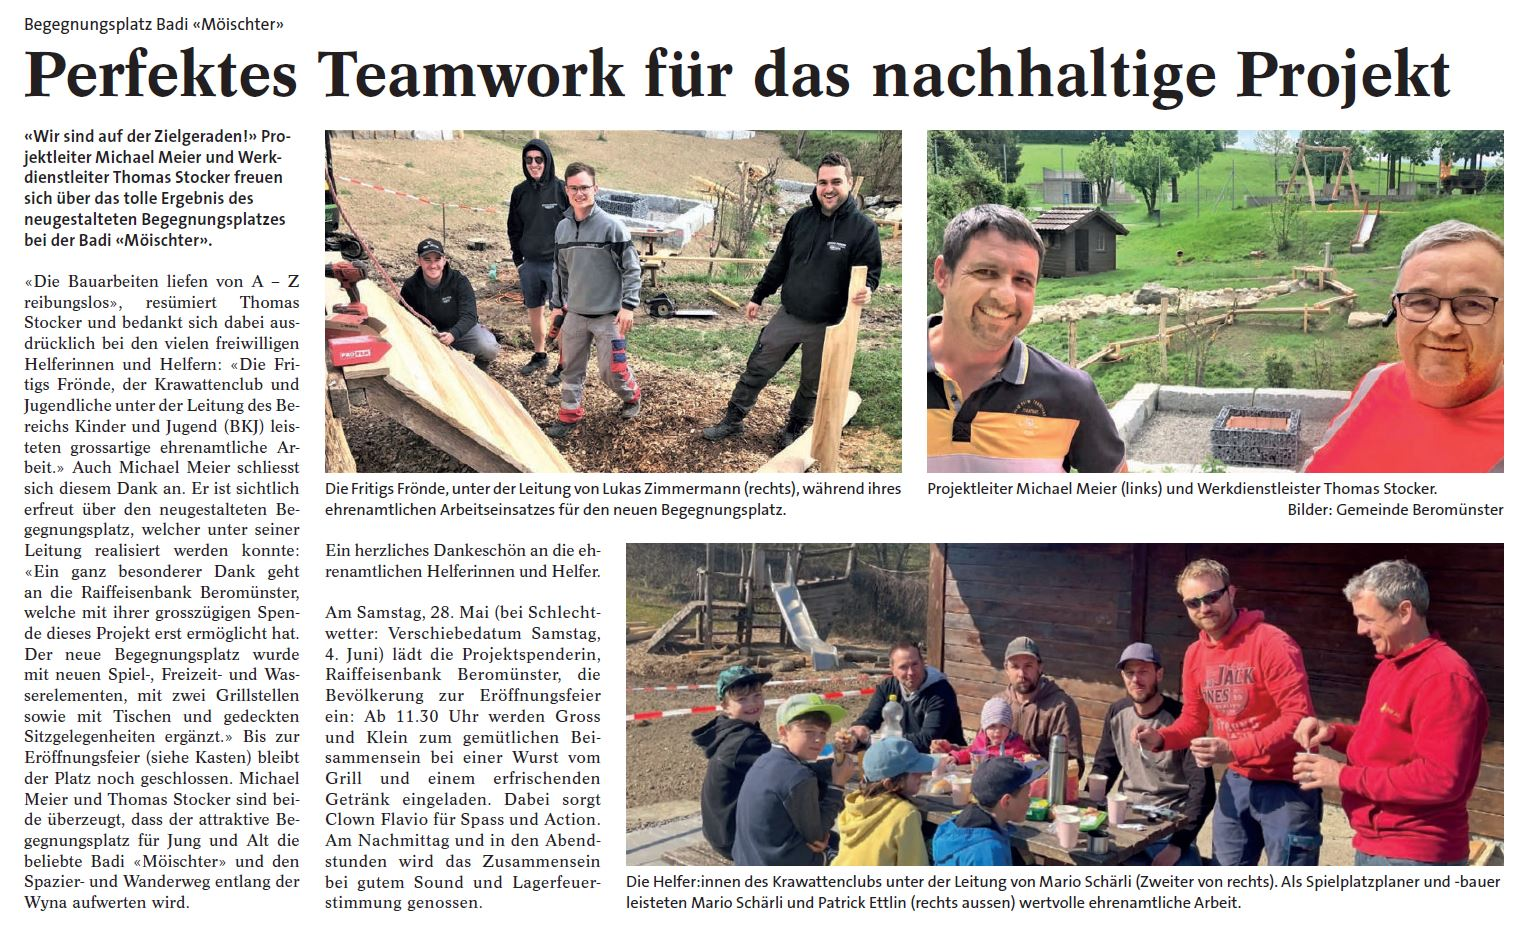 Begegnungsplatz Badi «Möischter»
Perfektes Teamwork für das nachhaltige Projekt
«Wir sind auf der Zielgeraden!» Pro-
jektleiter Michael Meier und Werk-
dienstleiter Thomas Stocker freuen
sich über das tolle Ergebnis des
neugestalteten Begegnungsplatzes
bei der Badi «Möischter».
«Die Bauarbeiten liefen von A – Z
reibungslos», resümiert Thomas
Stocker und bedankt sich dabei aus-
drücklich bei den vielen freiwilligen
Helferinnen und Helfern: «Die Fri-
tigs Frönde, der Krawattenclub und
Jugendliche unter der Leitung des Be-
reichs Kinder und Jugend (BKJ) leis-
teten grossartige ehrenamtliche Ar-
beit.» Auch Michael Meier schliesst
sich diesem Dank an. Er ist sichtlich
erfreut über den neugestalteten Be-
gegnungsplatz, welcher unter seiner
Leitung realisiert werden konnte:
«Ein ganz besonderer Dank geht
an die Raiffeisenbank Beromünster,
welche mit ihrer grosszügigen Spen-
de dieses Projekt erst ermöglicht hat.
Der neue Begegnungsplatz wurde
mit neuen Spiel-, Freizeit- und Was-
serelementen, mit zwei Grillstellen
sowie mit Tischen und gedeckten
Sitzgelegenheiten ergänzt.» Bis zur
Eröffnungsfeier (siehe Kasten) bleibt
der Platz noch geschlossen. Michael
Meier und Thomas Stocker sind bei-
de überzeugt, dass der attraktive Be-
gegnungsplatz für Jung und Alt die
beliebte Badi «Möischter» und den
Spazier- und Wanderweg entlang der
Wyna aufwerten wird.
PROFER
Die Fritigs Frönde, unter der Leitung von Lukas Zimmermann (rechts), während ihres
ehrenamtlichen Arbeitseinsatzes für den neuen Begegnungsplatz.
Projektleiter Michael Meier (links) und Werkdienstleister Thomas Stocker.
Bilder: Gemeinde Beromünster
Ein herzliches Dankeschön an die eh-
renamtlichen Helferinnen und Helfer.
Am Samstag, 28. Mai (bei Schlecht-
wetter: Verschiebedatum Samstag,
4. Juni) lädt die Projektspenderin,
Raiffeisenbank Beromünster, die
Bevölkerung zur Eröffnungsfeier
ein: Ab 11.30 Uhr werden Gross
und Klein zum gemütlichen Bei-
sammensein bei einer Wurst vom
Grill und einem erfrischenden
Getränk eingeladen. Dabei sorgt
Clown Flavio für Spass und Action.
Am Nachmittag und in den Abend-
stunden wird das Zusammensein
bei gutem Sound und Lagerfeuer-
stimmung genossen.
JACK
JONES
Die Helfer:innen des Krawattenclubs unter der Leitung von Mario Schärli (Zweiter von rechts). Als Spielplatzplaner und -bauer
leisteten Mario Schärli und Patrick Ettlin (rechts aussen) wertvolle ehrenamtliche Arbeit.